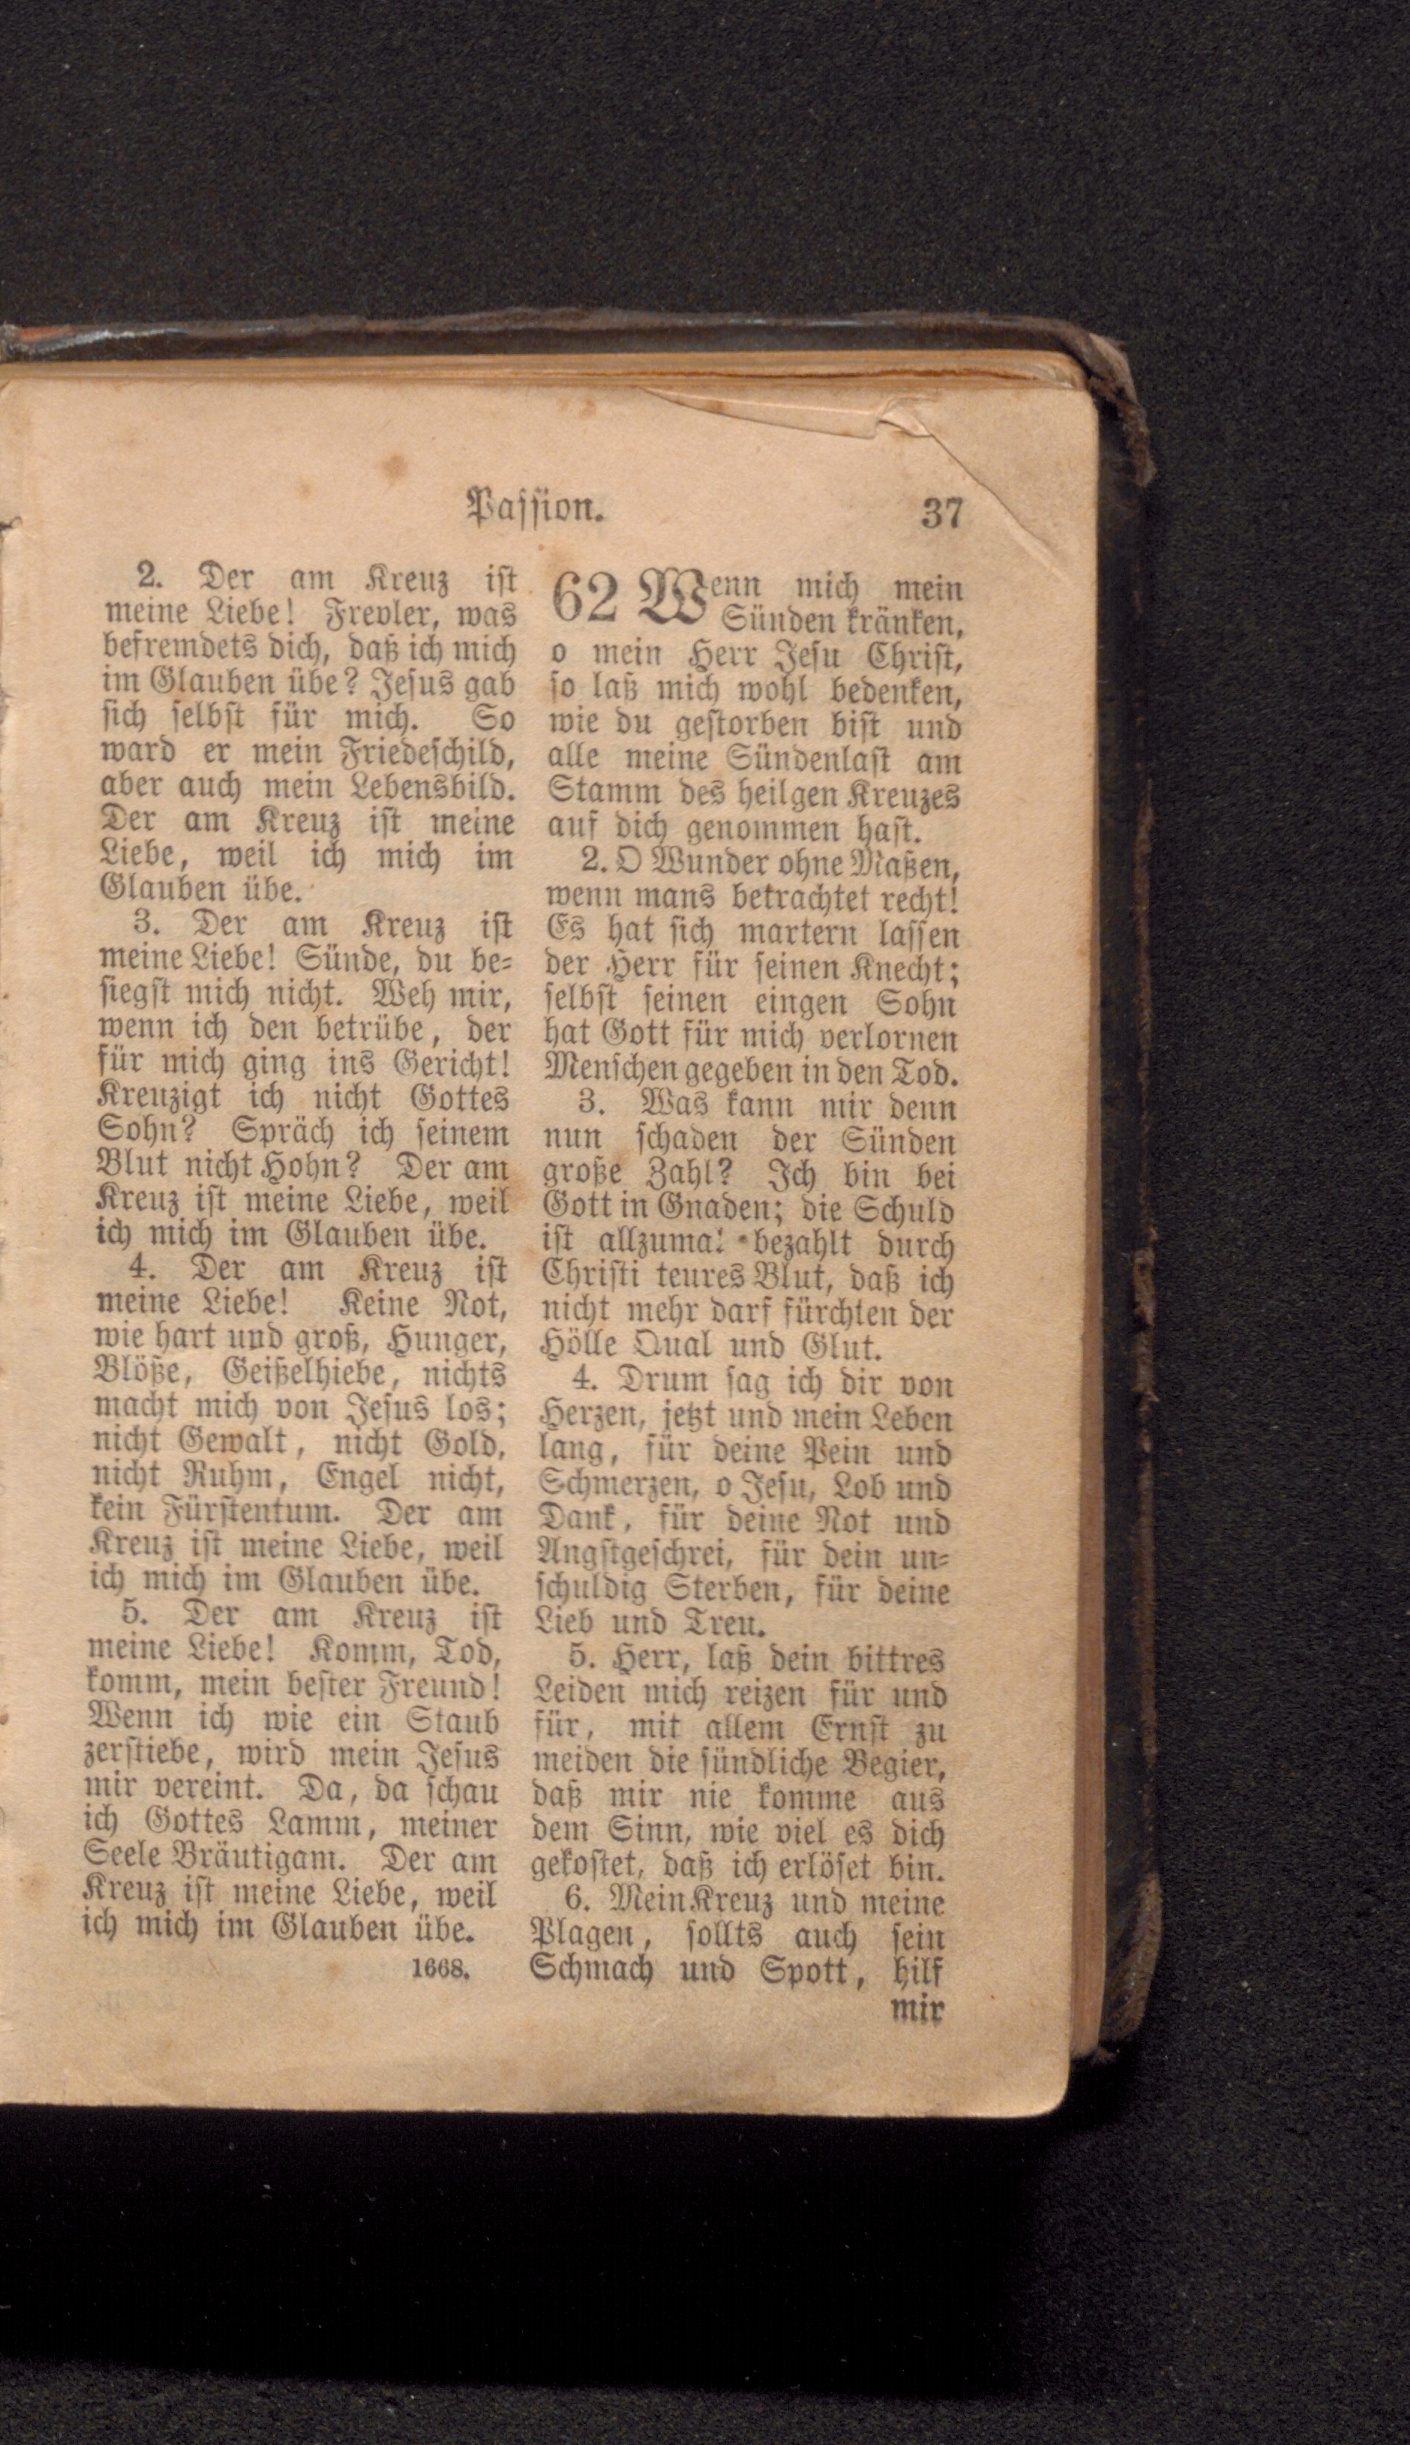 Passion.
37
2. Der am Kreuz ist
meine Liebe! Frevler, was
befremdets dich, daß ich mich
im Glauben übe? Jesus gab
sich selbst für mich. So
ward er mein Friedeschild,
aber auch mein Lebensbild.
Der am Kreuz ist meine
Liebe, weil ich mich im
Glauben übe.
3. Der am Kreuz ist
meine Liebe! Sünde, du be-
siegst mich nicht. Weh mir,
wenn ich den betrübe, der
für mich ging ins Gericht!
Kreuzigt ich nicht Gottes
Sohn? Spräch ich seinem
Blut nicht Hohn? Der am
Kreuz ist meine Liebe, weil
ich mich im Glauben übe.
4. Der am Kreuz ist
meine Liebe! Keine Not,
wie hart und groß, Hunger,
Blöße, Geißelhiebe, nichts
macht mich von Jesus los;
nicht Gewalt, nicht Gold,
nicht Ruhm, Engel nicht,
kein Fürstentum. Der am
Kreuz ist meine Liebe, weil
ich mich im Glauben übe.
5. Der am Kreuz ist
meine Liebe! Komm, Tod,
komm, mein bester Freund!
Wenn ich wie ein Staub
zerstiebe, wird mein Jesus
mir vereint. Da, da schau
ich Gottes Lamm, meiner
Seele Bräutigam. Der am
Kreuz ist meine Liebe, weil
ich mich im Glauben übe.
1668.
62 Wenn mich mein
Sünden kränken,
o mein Herr Jesu Christ,
so laß mich wohl bedenken,
wie du gestorben bist und
alle meine Sündenlast am
Stamm des heilgen Kreuzes
auf dich genommen hast.
2. O Wunder ohne Maßen,
wenn mans betrachtet recht!
Es hat sich martern lassen
der Herr für seinen Knecht;
selbst seinen eingen Sohn
hat Gott für mich verlornen
Menschen gegeben in den Tod.
3. Was kann mir denn
nun schaden der Sünden
große Zahl? Ich bin bei
Gott in Gnaden; die Schuld
ist allzumal bezahlt durch
Christi teures Blut, daß ich
nicht mehr darf fürchten der
Hölle Qual und Glut.
4. Drum sag ich dir von
Herzen, jetzt und mein Leben
lang, für deine Pein und
Schmerzen, o Jesu, Lob und
Dank, für deine Not und
Angstgeschrei, für dein un-
schuldig Sterben, für deine
Lieb und Treu.
5. Herr, laß dein bittres
Leiden mich reizen für und
für, mit allem Ernst zu
meiden die sündliche Begier,
daß mir nie komme aus
dem Sinn, wie viel es dich
gekostet, daß ich erlöset bin.
6. Mein Kreuz und meine
Plagen, sollts auch sein
Schmach und Spott, hilf
mir